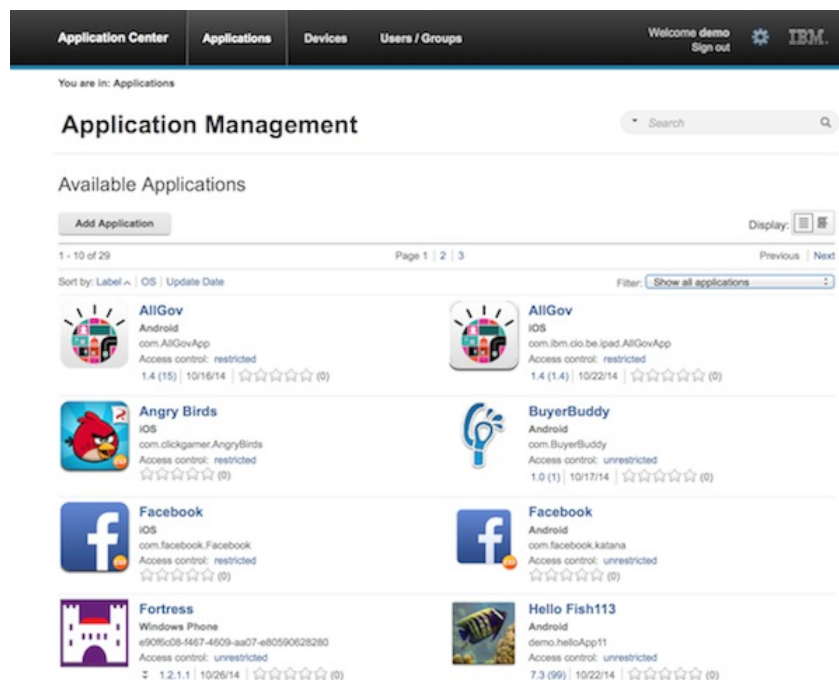 Application Center Applications Devices Users / Groups Welcome demo IBM.
Sign out
You are in: Applications
Application Management Search
Available Applications
Add Application Display:
1 - 10 of 29 Page 1 | 2 | 3 Previous | Next
Sort by: Label | OS | Update Date Filter: Show all applications
AllGov
Android
com.AllGovApp
Access control: restricted
1.4 (15) | 10/16/14 | (0)
AllGov
iOS
com.ibm.cio.be.ipad.AllGovApp
Access control: restricted
1.4 (1.4) | 10/22/14 | (0)
Angry Birds
iOS
com.clickgamer.AngryBirds
Access control: restricted
(0)
BuyerBuddy
Android
com.BuyerBuddy
Access control: unrestricted
1.0 (1) | 10/17/14 | (0)
Facebook
iOS
com.facebook.Facebook
Access control: restricted
(0)
Facebook
Android
com.facebook.katana
Access control: unrestricted
(0)
Fortress
Windows Phone
e90f6c08-f467-4609-aa07-e80590628280
Access control: unrestricted
1.2.1.1 | 10/26/14 | (0)
Hello Fish113
Android
demo.helloApp11
Access control: unrestricted
7.3 (99) | 10/22/14 | (0)